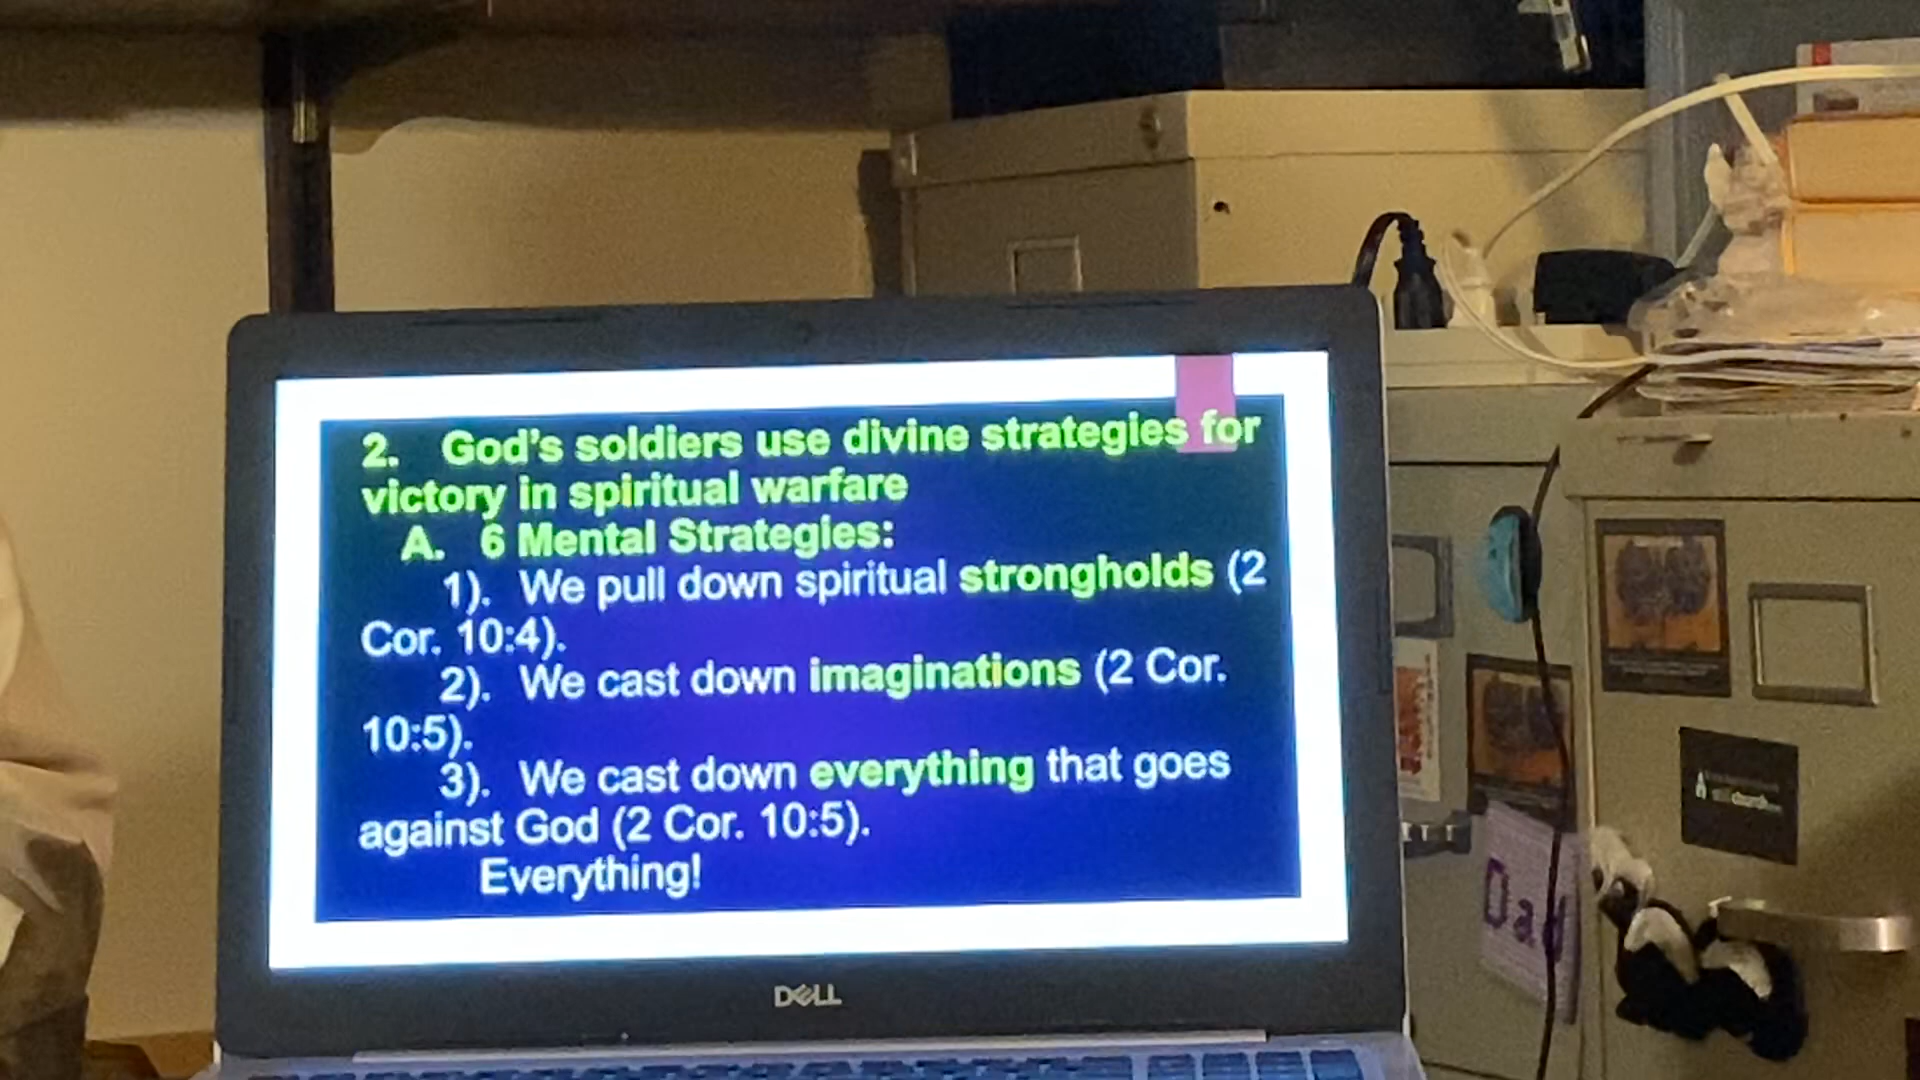 2. God's soldiers use divine strategies for
victory in spiritual warfare
A. 6 Mental Strategies:
1). We pull down spiritual strongholds (2
Cor. 10:4).
2). We cast down imaginations (2 Cor.
10:5).
3). We cast down everything that goes
against God (2 Cor. 10:5).
Everything!
DELL
church
Dad